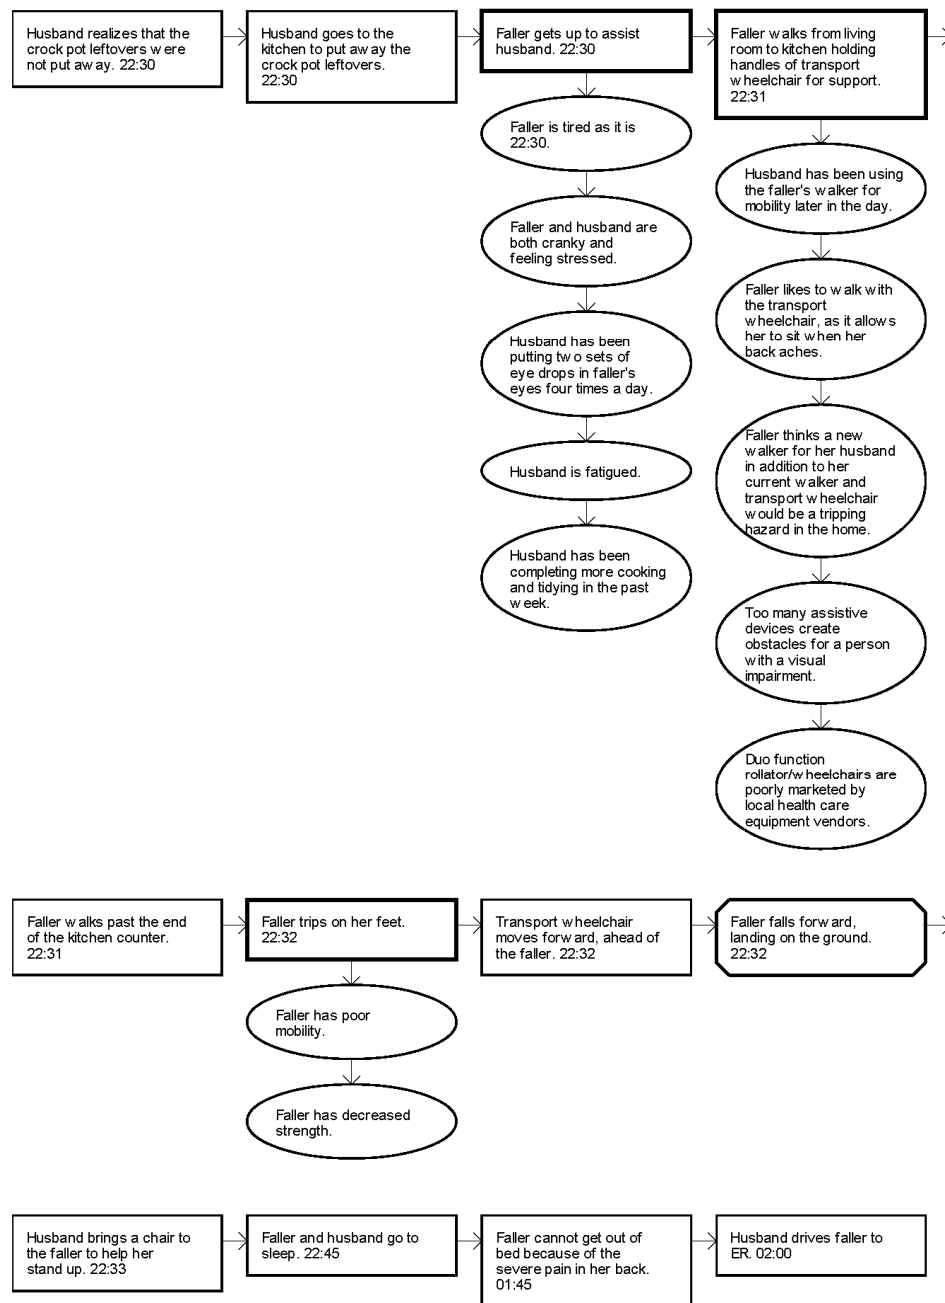 Husband realizes that the
crock pot leftovers were
not put away. 22:30
Husband goes to the
kitchen to put away the
crock pot leftovers.
22:30
Faller gets up to assist
husband. 22:30
Faller walks from living
room to kitchen holding
handles of transport
wheelchair for support.
22:31
Faller is tired as it is
22:30.
Faller and husband are
both cranky and
feeling stressed.
Husband has been
putting two sets of
eye drops in faller's
eyes four times a day.
Husband is fatigued.
Husband has been
completing more cooking
and tidying in the past
week.
Husband has been using
the faller's walker for
mobility later in the day.
Faller likes to walk with
the transport
wheelchair, as it allows
her to sit when her
back aches.
Faller thinks a new
walker for her husband
in addition to her
current walker and
transport wheelchair
would be a tripping
hazard in the home.
Too many assistive
devices create
obstacles for a person
with a visual
impairment.
Duo function
rollator/wheelchairs are
poorly marketed by
local health care
equipment vendors.
Faller walks past the end
of the kitchen counter.
22:31
Faller trips on her feet.
22:32
Transport wheelchair
moves forward, ahead of
the faller. 22:32
Faller falls forward,
landing on the ground.
22:32
Faller has poor
mobility.
Faller has decreased
strength.
Husband brings a chair to
the faller to help her
stand up. 22:33
Faller and husband go to
sleep. 22:45
Faller cannot get out of
bed because of the
severe pain in her back.
01:45
Husband drives faller to
ER. 02:00